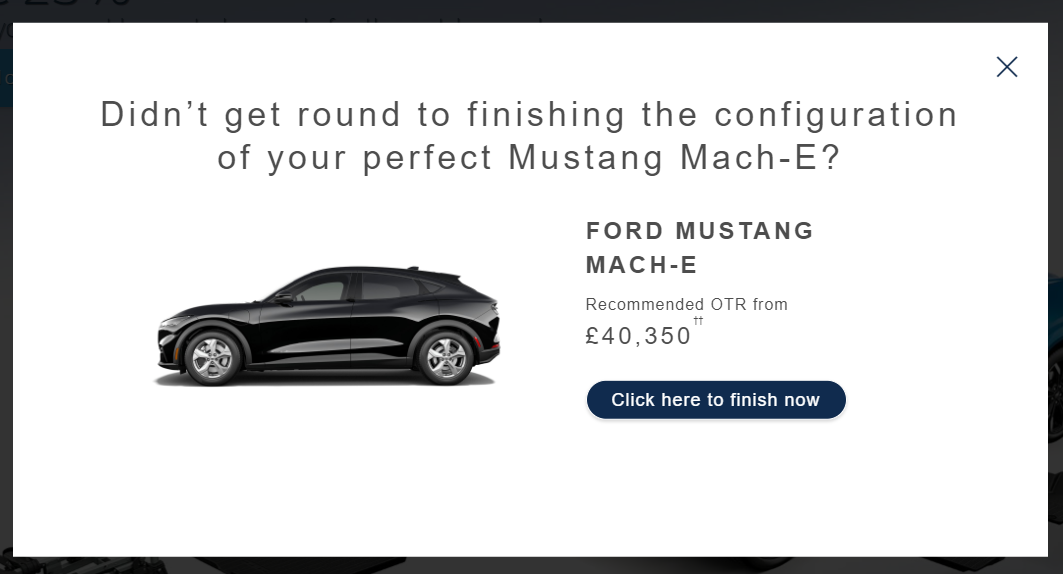 Didn’t get round to finishing the configuration
of your perfect Mustang Mach-E?
FORD MUSTANG
MACH-E
Recommended OTR from
£40,350††
Click here to finish now